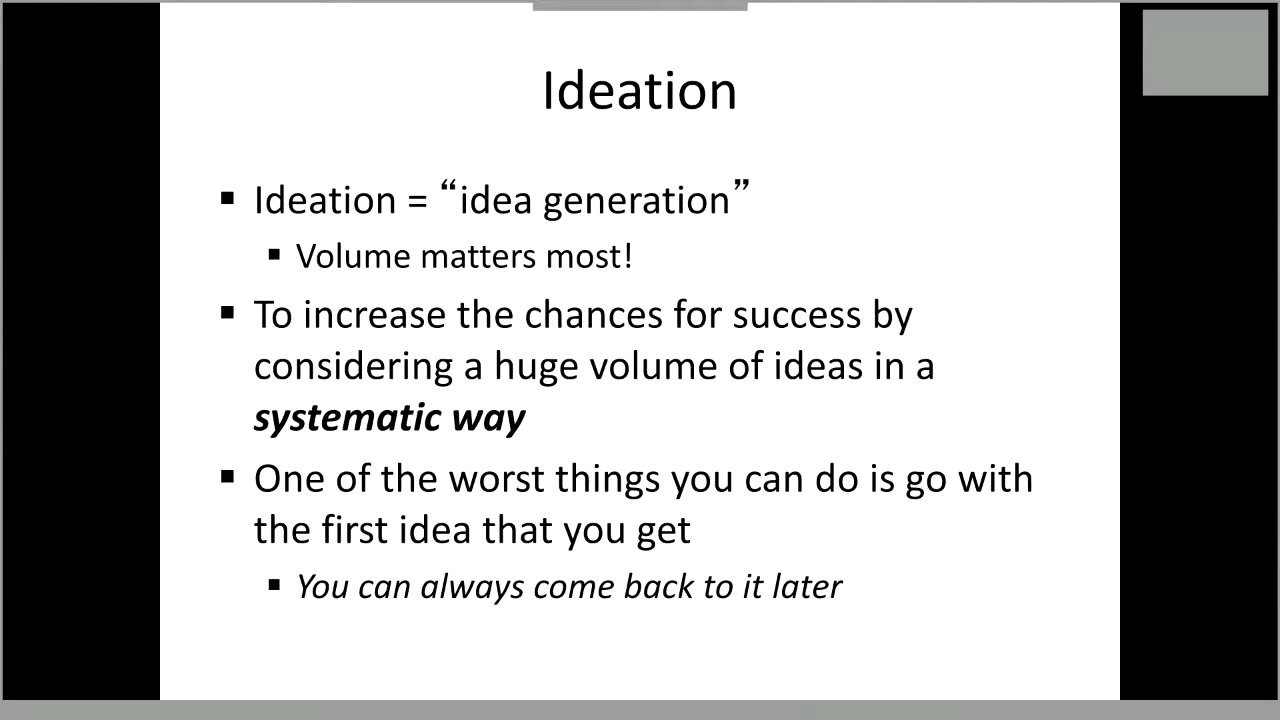 Ideation
▪ Ideation = “idea generation”
▪ Volume matters most!
▪ To increase the chances for success by
considering a huge volume of ideas in a
systematic way
▪ One of the worst things you can do is go with
the first idea that you get
▪ You can always come back to it later